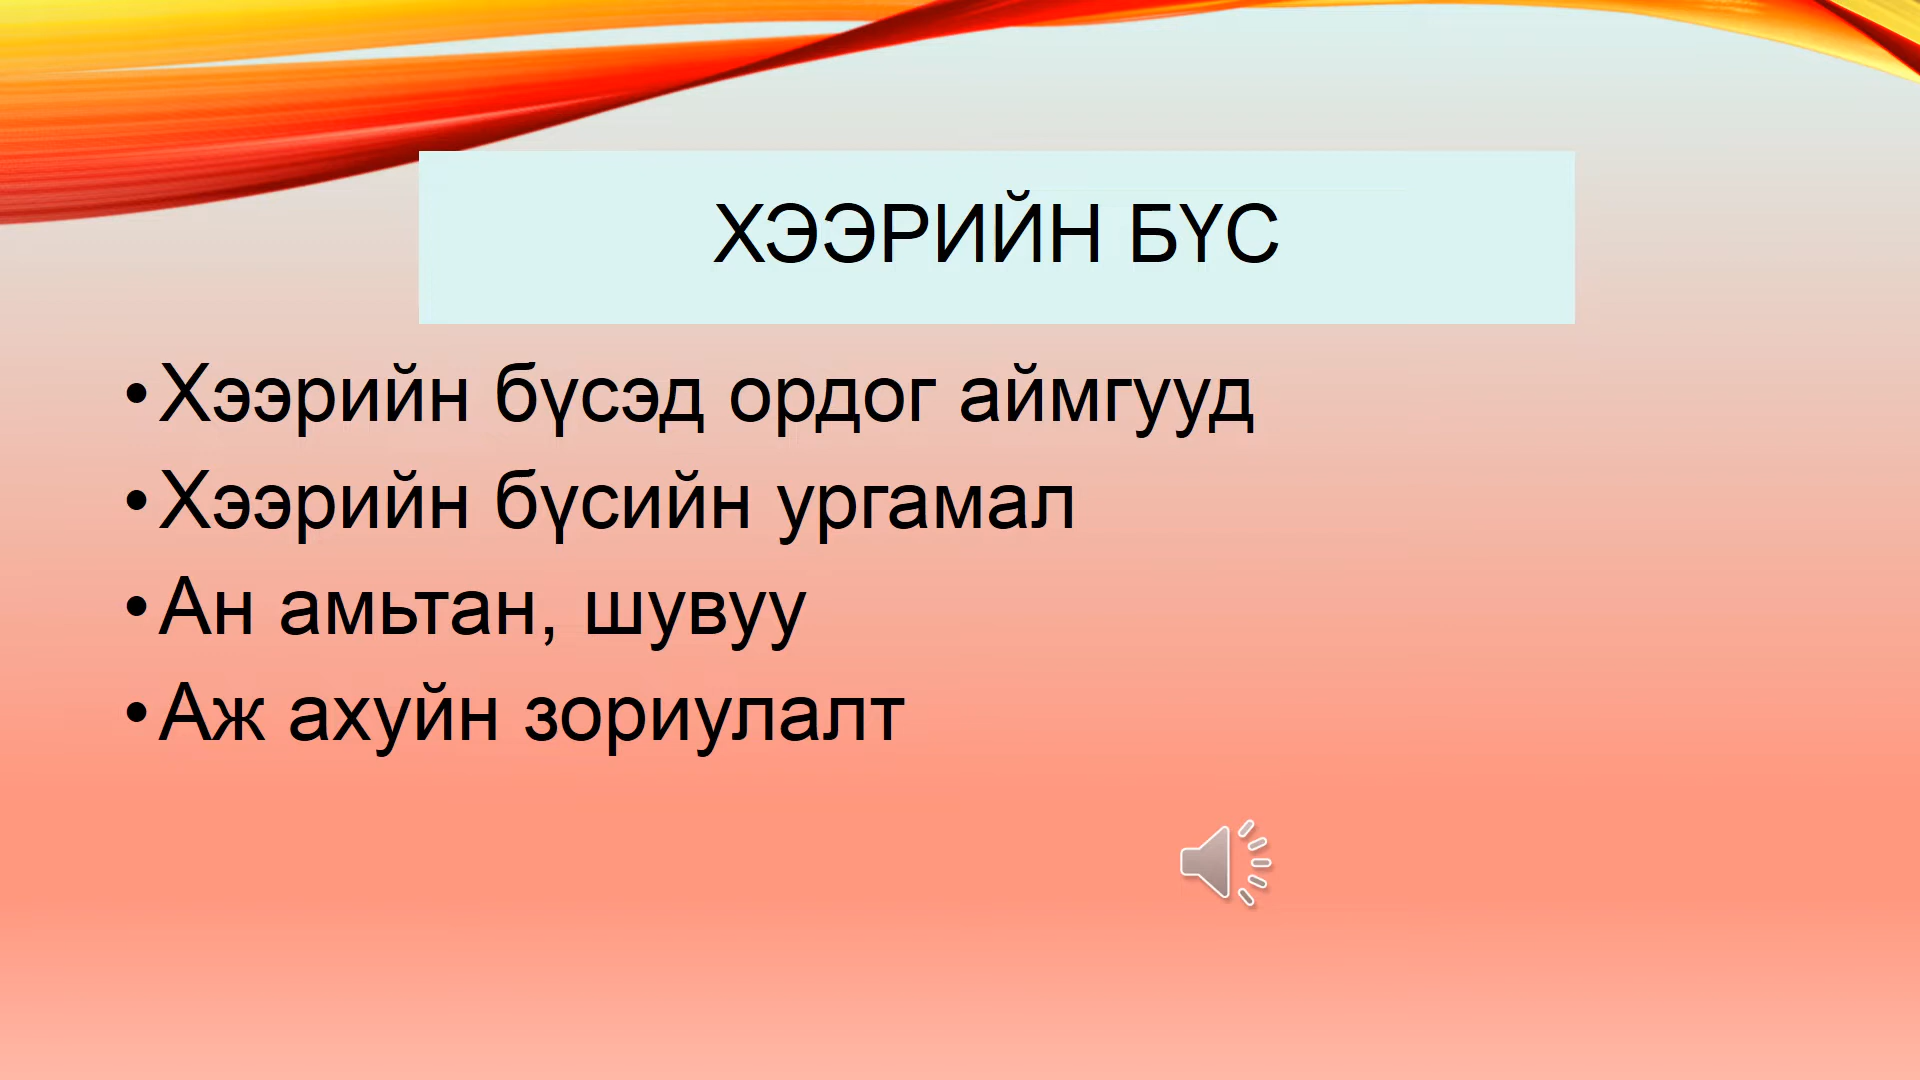 ХЭЭРИЙН БҮС
•Хээрийн бүсэд ордог аймгууд
•Хээрийн бүсийн ургамал
•Ан амьтан, шувуу
•Аж ахуйн зориулалт